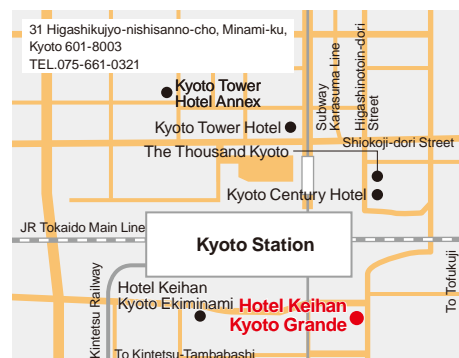 31 Higashikujyo-nishisanno-cho, Minami-ku,
Kyoto 601-8003
TEL.075-661-0321
Kyoto Tower
Hotel Annex
Subway
Karasuma Line
Higashinotoin-dori
Street
Kyoto Tower Hotel
Shiokoji-dori Street
The Thousand Kyoto
Kyoto Century Hotel
JR Tokaido Main Line
Kyoto Station
Kintetsu Railway
Hotel Keihan
Kyoto Ekiminami
Hotel Keihan
Kyoto Grande
To Tofukuji
To Kintetsu-Tambabashi